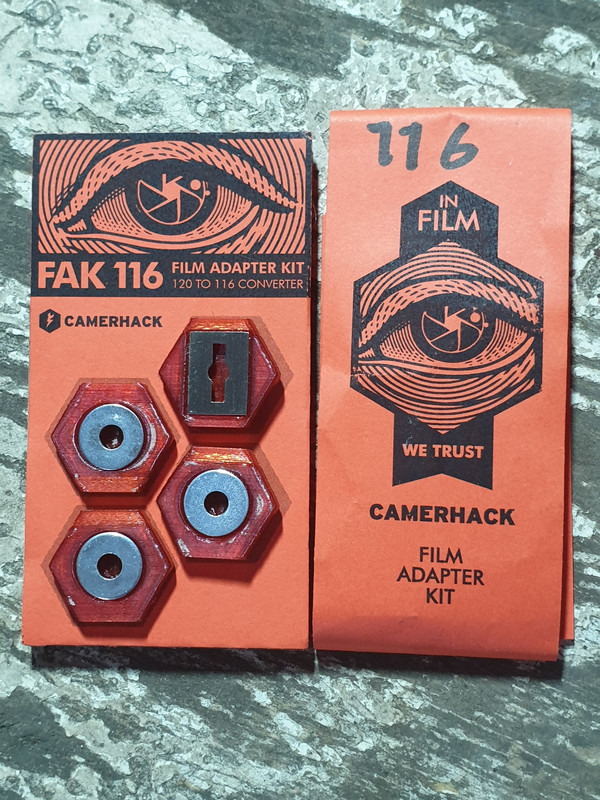 FAK 116
FILM ADAPTER KIT
120 TO 116 CONVERTER
CAMERHACK
116
IN
FILM
WE TRUST
CAMERHACK
FILM
ADAPTER
KIT